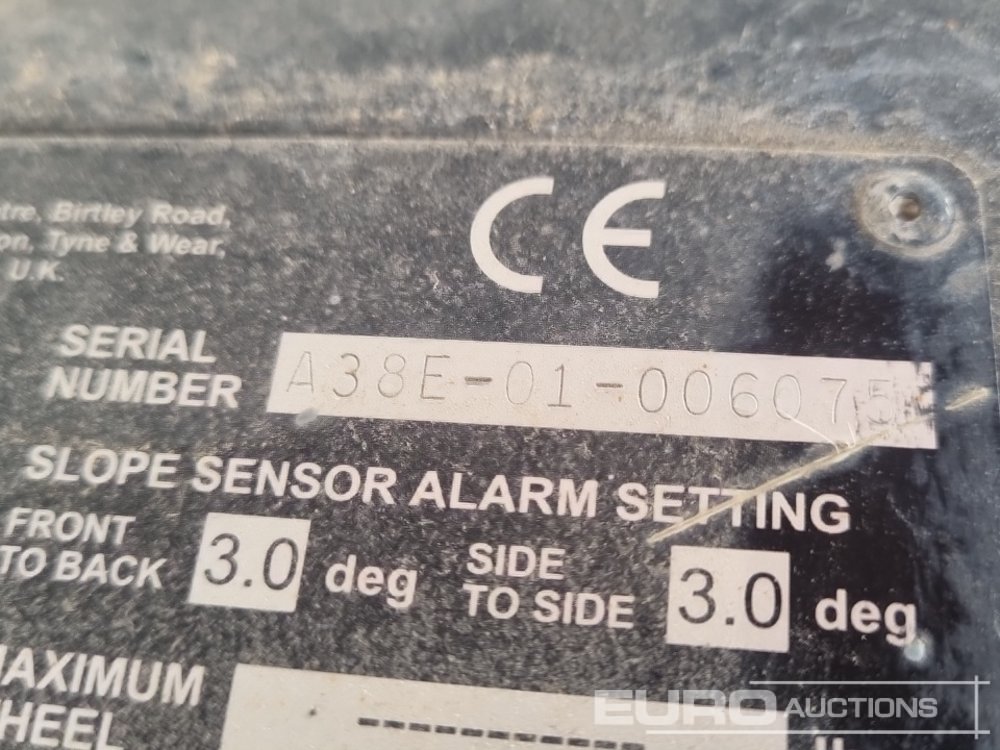 tre, Birtley Road,
on, Tyne & Wear,
U.K.
CE
SERIAL NUMBER A38E-01-006075
SLOPE SENSOR ALARM SETTING
FRONT TO BACK 3.0 deg SIDE TO SIDE 3.0 deg
MAXIMUM
HEEL ----------
EURO AUCTIONS